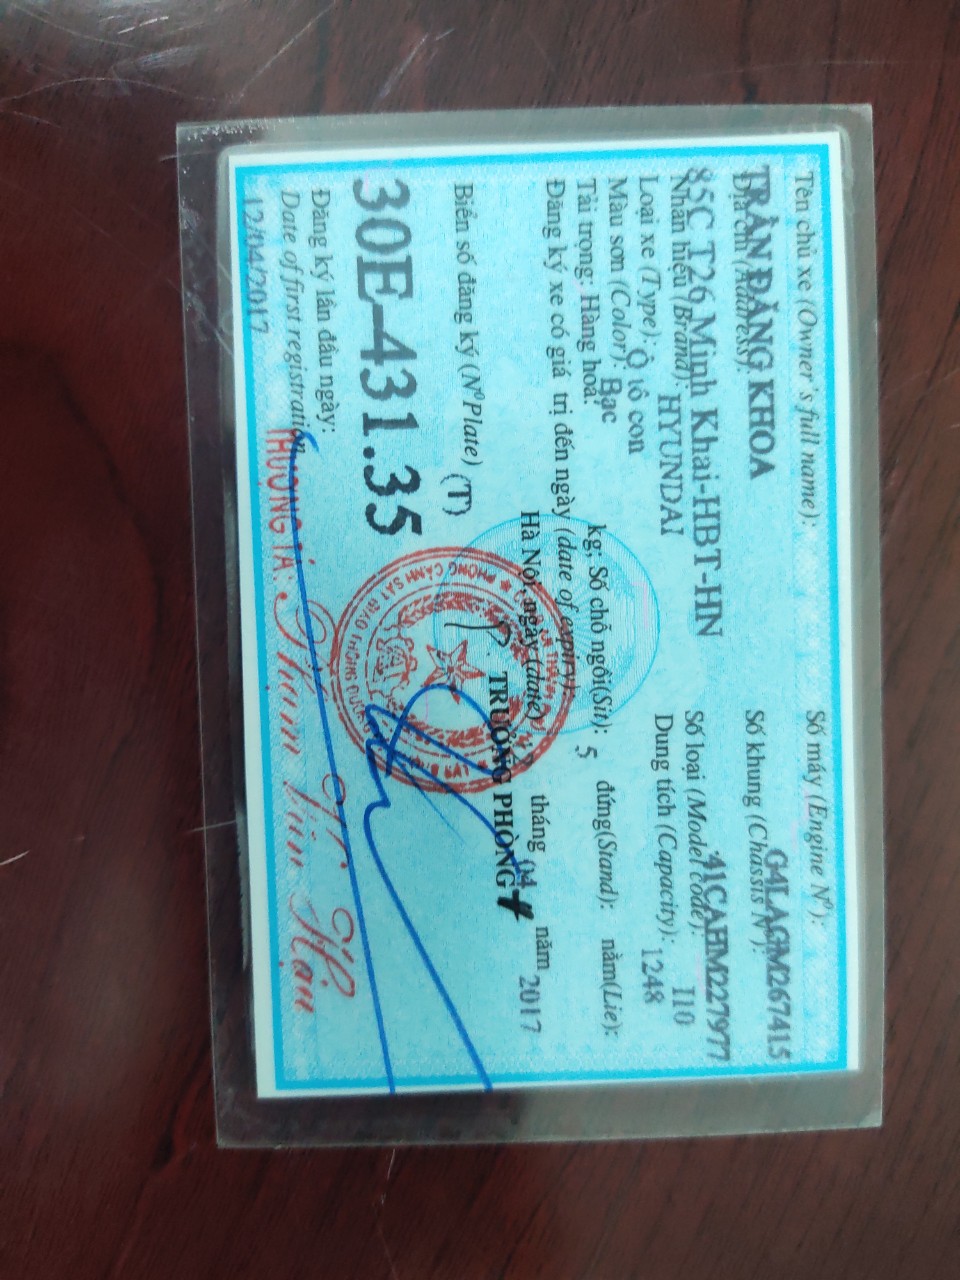 Tên chủ xe (Owner's full name):
TRẦN ĐĂNG KHOA
Địa chỉ (Address):
85C T26 Minh Khai-HBT-HN
Nhãn hiệu (Brand): HYUNDAI
Loại xe (Type): Ô tô con
Màu sơn (Color): Bạc
Số máy (Engine Nº):
G4LAGM267415
Số khung (Chassis Nº):
41CAHM227977
Số loại (Model code): I10
Dung tích (Capacity): 1248
Tải trọng: Hàng hoá: kg; Số chỗ ngồi(Sit): 5 đứng(Stand): nằm(Lie):
Đăng ký xe có giá trị đến ngày (date of expiry):
Hà Nội, ngày (date) tháng 04 năm 2017
TRƯỞNG PHÒNG
Biển số đăng ký (NºPlate) (T)
30E-431.35
PHÒNG CẢNH SÁT GIAO THÔNG ĐƯỜNG
Đăng ký lần đầu ngày:
Date of first registration
12/04/2017
THƯỢNG TÁ: Phạm Văn Hậu